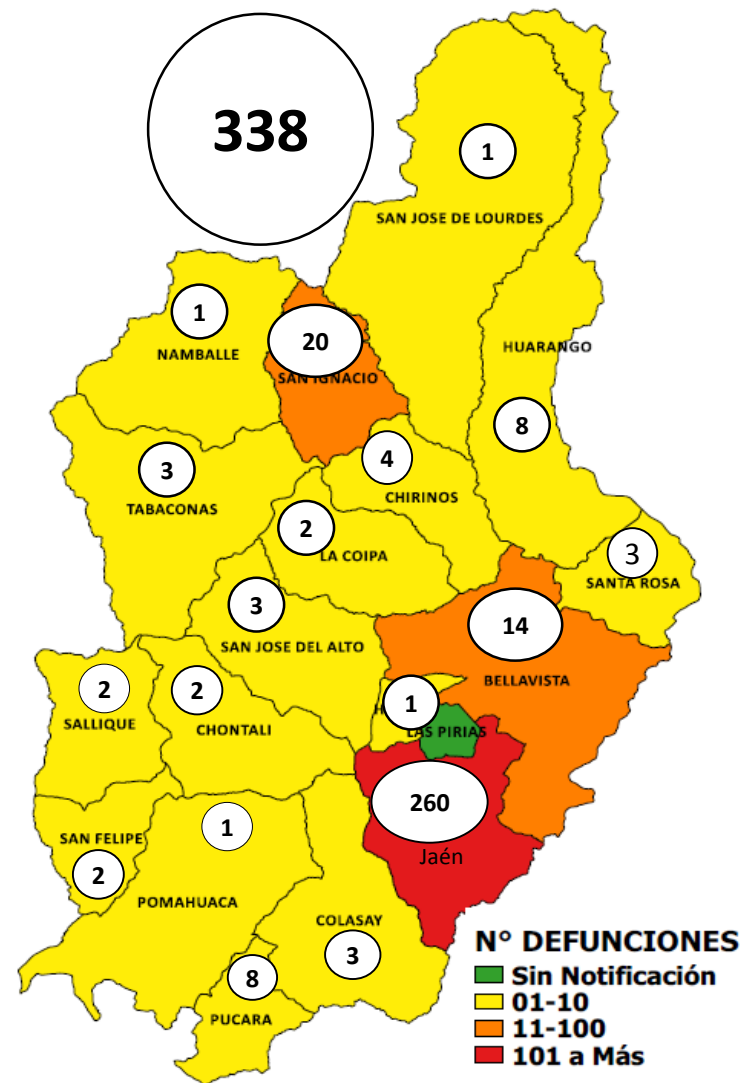 338
1
SAN JOSE DE LOURDES
1
NAMBALLE
20
SAN IGNACIO
HUARANGO
8
4
CHIRINOS
3
TABACONAS
2
LA COIPA
3
SANTA ROSA
3
SAN JOSE DEL ALTO
14
BELLAVISTA
2
SALLIQUE
2
CHONTALI
1
LAS PIRIAS
260
Jaén
1
SAN FELIPE
2
POMAHUACA
COLASAY
3
8
PUCARA
N° DEFUNCIONES
Sin Notificación
01-10
11-100
101 a Más